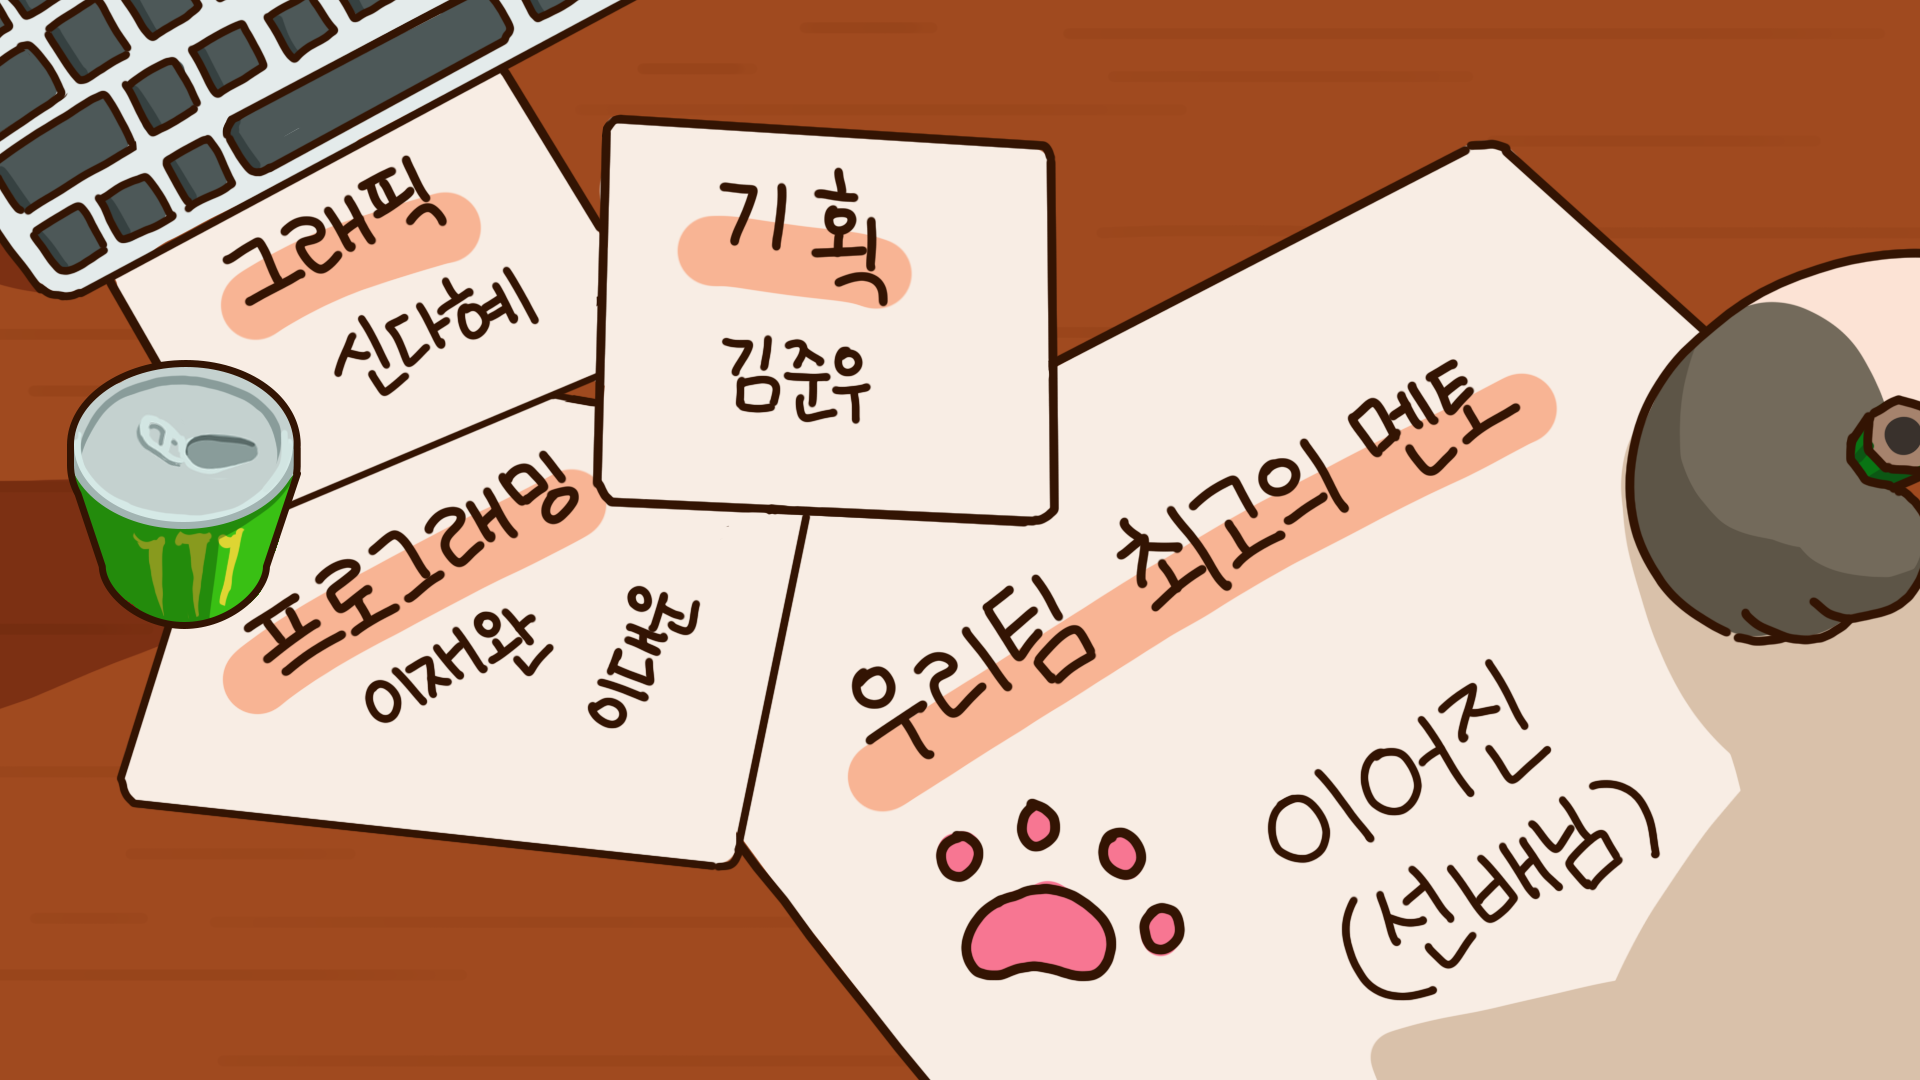 그래픽
신다혜
기획
김준우
프로그래밍
이재완
이대운
우리팀 최고의 멘토
이어진
(선배님)